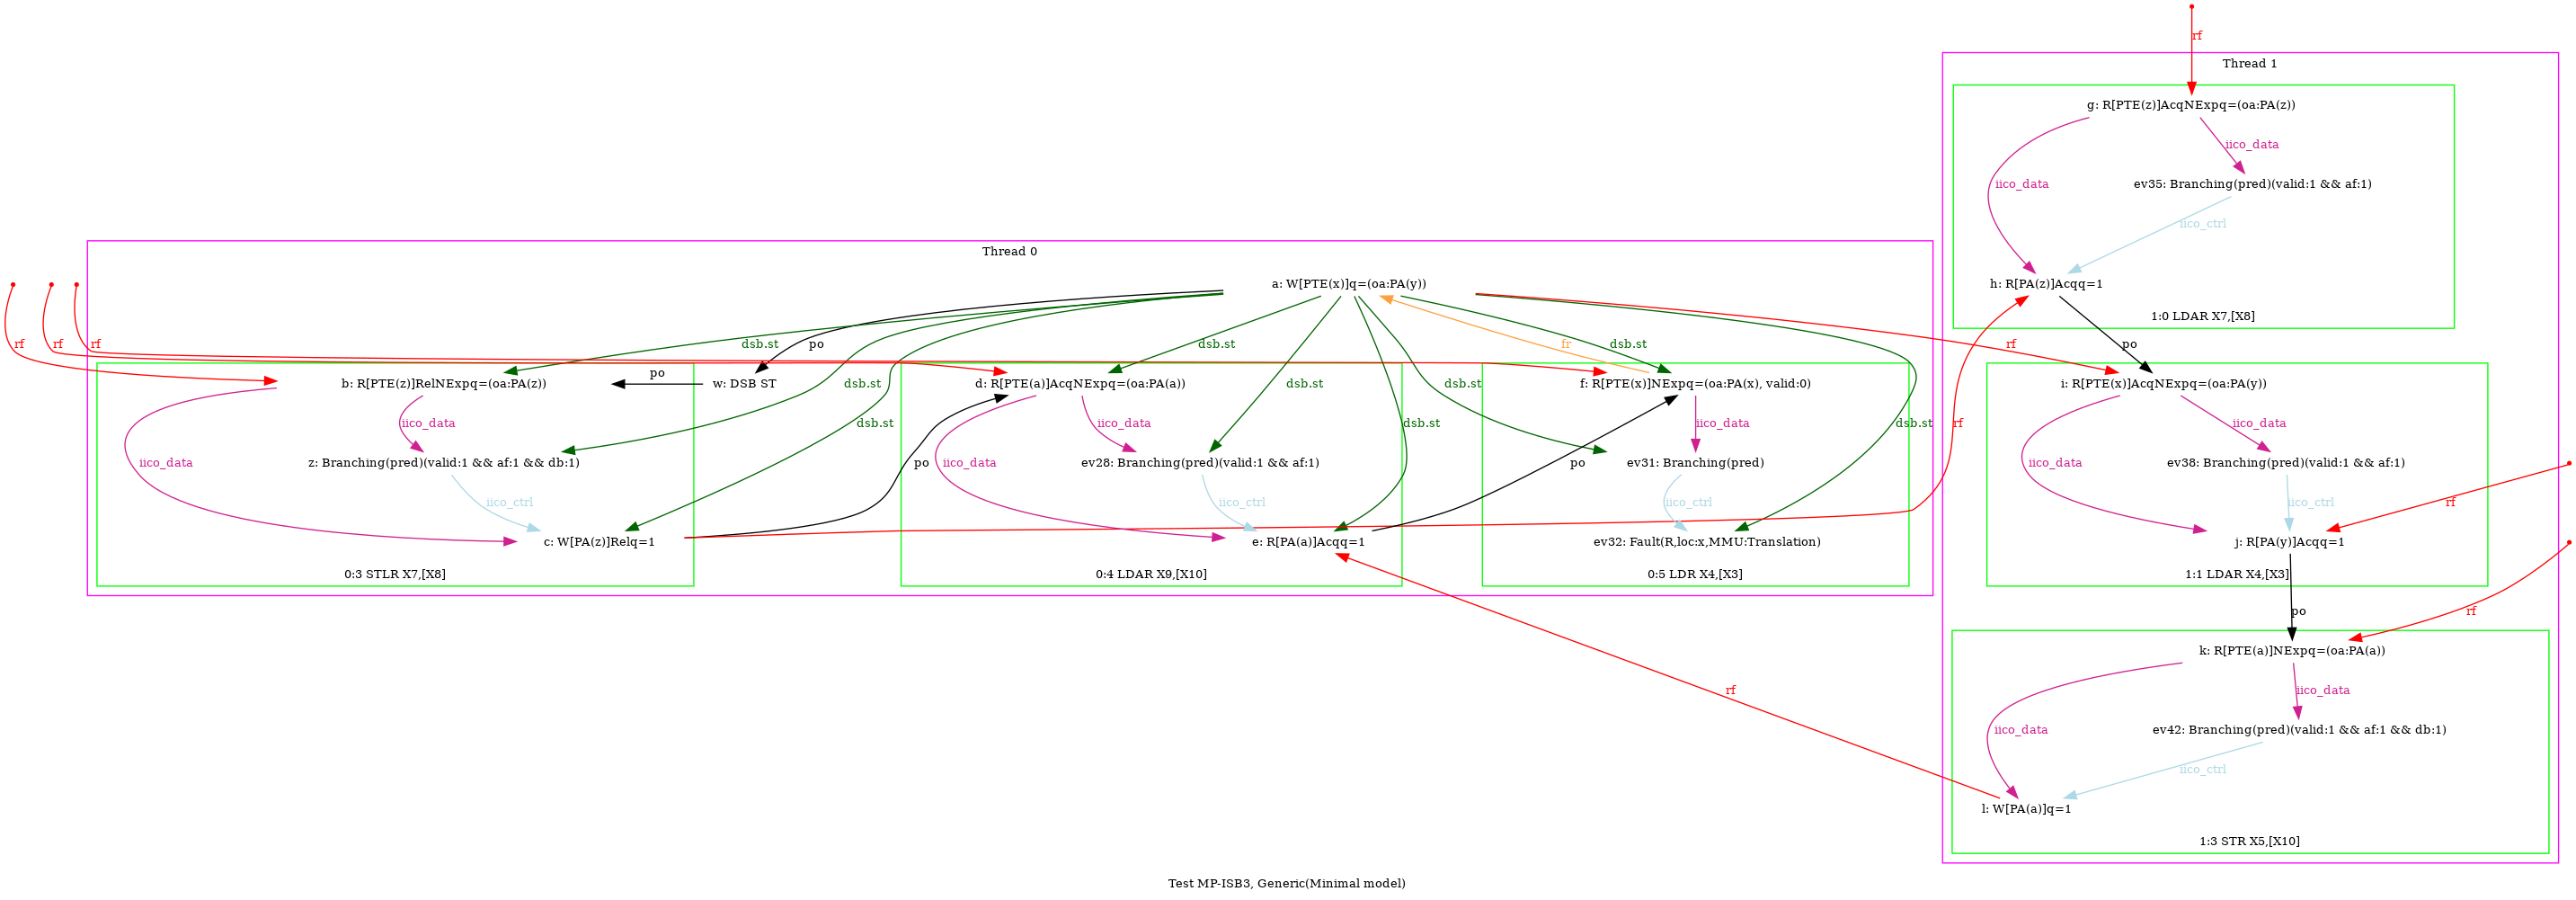 rf
Thread 1
g: R[PTE(z)]AcqNExpq=(oa:PA(z))
iico_data
iico_data
ev35: Branching(pred)(valid:1 && af:1)
iico_ctrl
h: R[PA(z)]Acqq=1
1:0 LDAR X7,[X8]
Thread 0
a: W[PTE(x)]q=(oa:PA(y))
rf
rf
rf
dsb.st
po
dsb.st
fr
dsb.st
rf
po
po
b: R[PTE(z)]RelNExpq=(oa:PA(z))
w: DSB ST
dsb.st
d: R[PTE(a)]AcqNExpq=(oa:PA(a))
dsb.st
dsb.st
f: R[PTE(x)]NExpq=(oa:PA(x), valid:0)
i: R[PTE(x)]AcqNExpq=(oa:PA(y))
iico_data
dsb.st
iico_data
dsb.st
iico_data
dsb.st
rf
iico_data
iico_data
z: Branching(pred)(valid:1 && af:1 && db:1)
iico_data
po
iico_data
ev28: Branching(pred)(valid:1 && af:1)
po
ev31: Branching(pred)
iico_data
ev38: Branching(pred)(valid:1 && af:1)
iico_ctrl
iico_ctrl
iico_ctrl
iico_ctrl
rf
c: W[PA(z)]Relq=1
e: R[PA(a)]Acqq=1
ev32: Fault(R,loc:x,MMU:Translation)
j: R[PA(y)]Acqq=1
0:3 STLR X7,[X8]
0:4 LDAR X9,[X10]
0:5 LDR X4,[X3]
1:1 LDAR X4,[X3]
po
rf
k: R[PTE(a)]NExpq=(oa:PA(a))
rf
iico_data
iico_data
ev42: Branching(pred)(valid:1 && af:1 && db:1)
iico_ctrl
l: W[PA(a)]q=1
1:3 STR X5,[X10]
Test MP-ISB3, Generic(Minimal model)